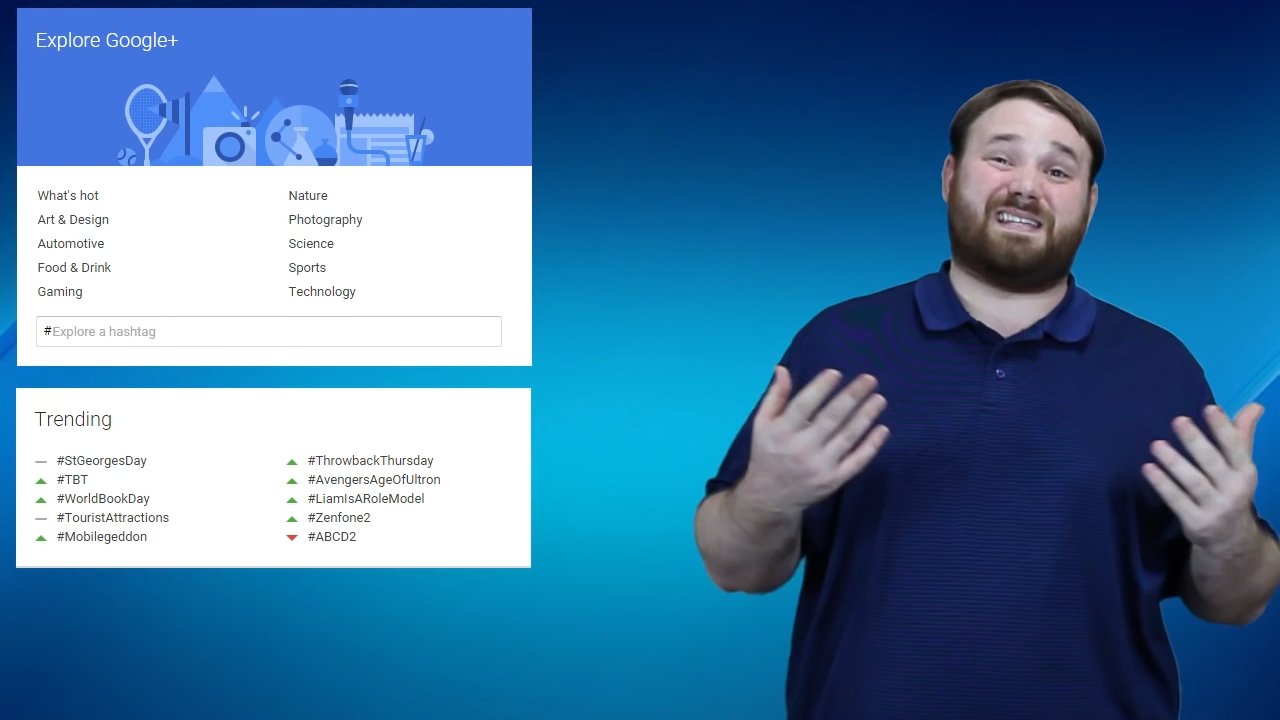 Explore Google+
What's hot
Art & Design
Automotive
Food & Drink
Gaming
Nature
Photography
Science
Sports
Technology
#Explore a hashtag
Trending
#StGeorgesDay
#TBT
#WorldBookDay
#TouristAttractions
#Mobilegeddon
#ThrowbackThursday
#AvengersAgeOfUltron
#LiamIsARoleModel
#Zenfone2
#ABCD2